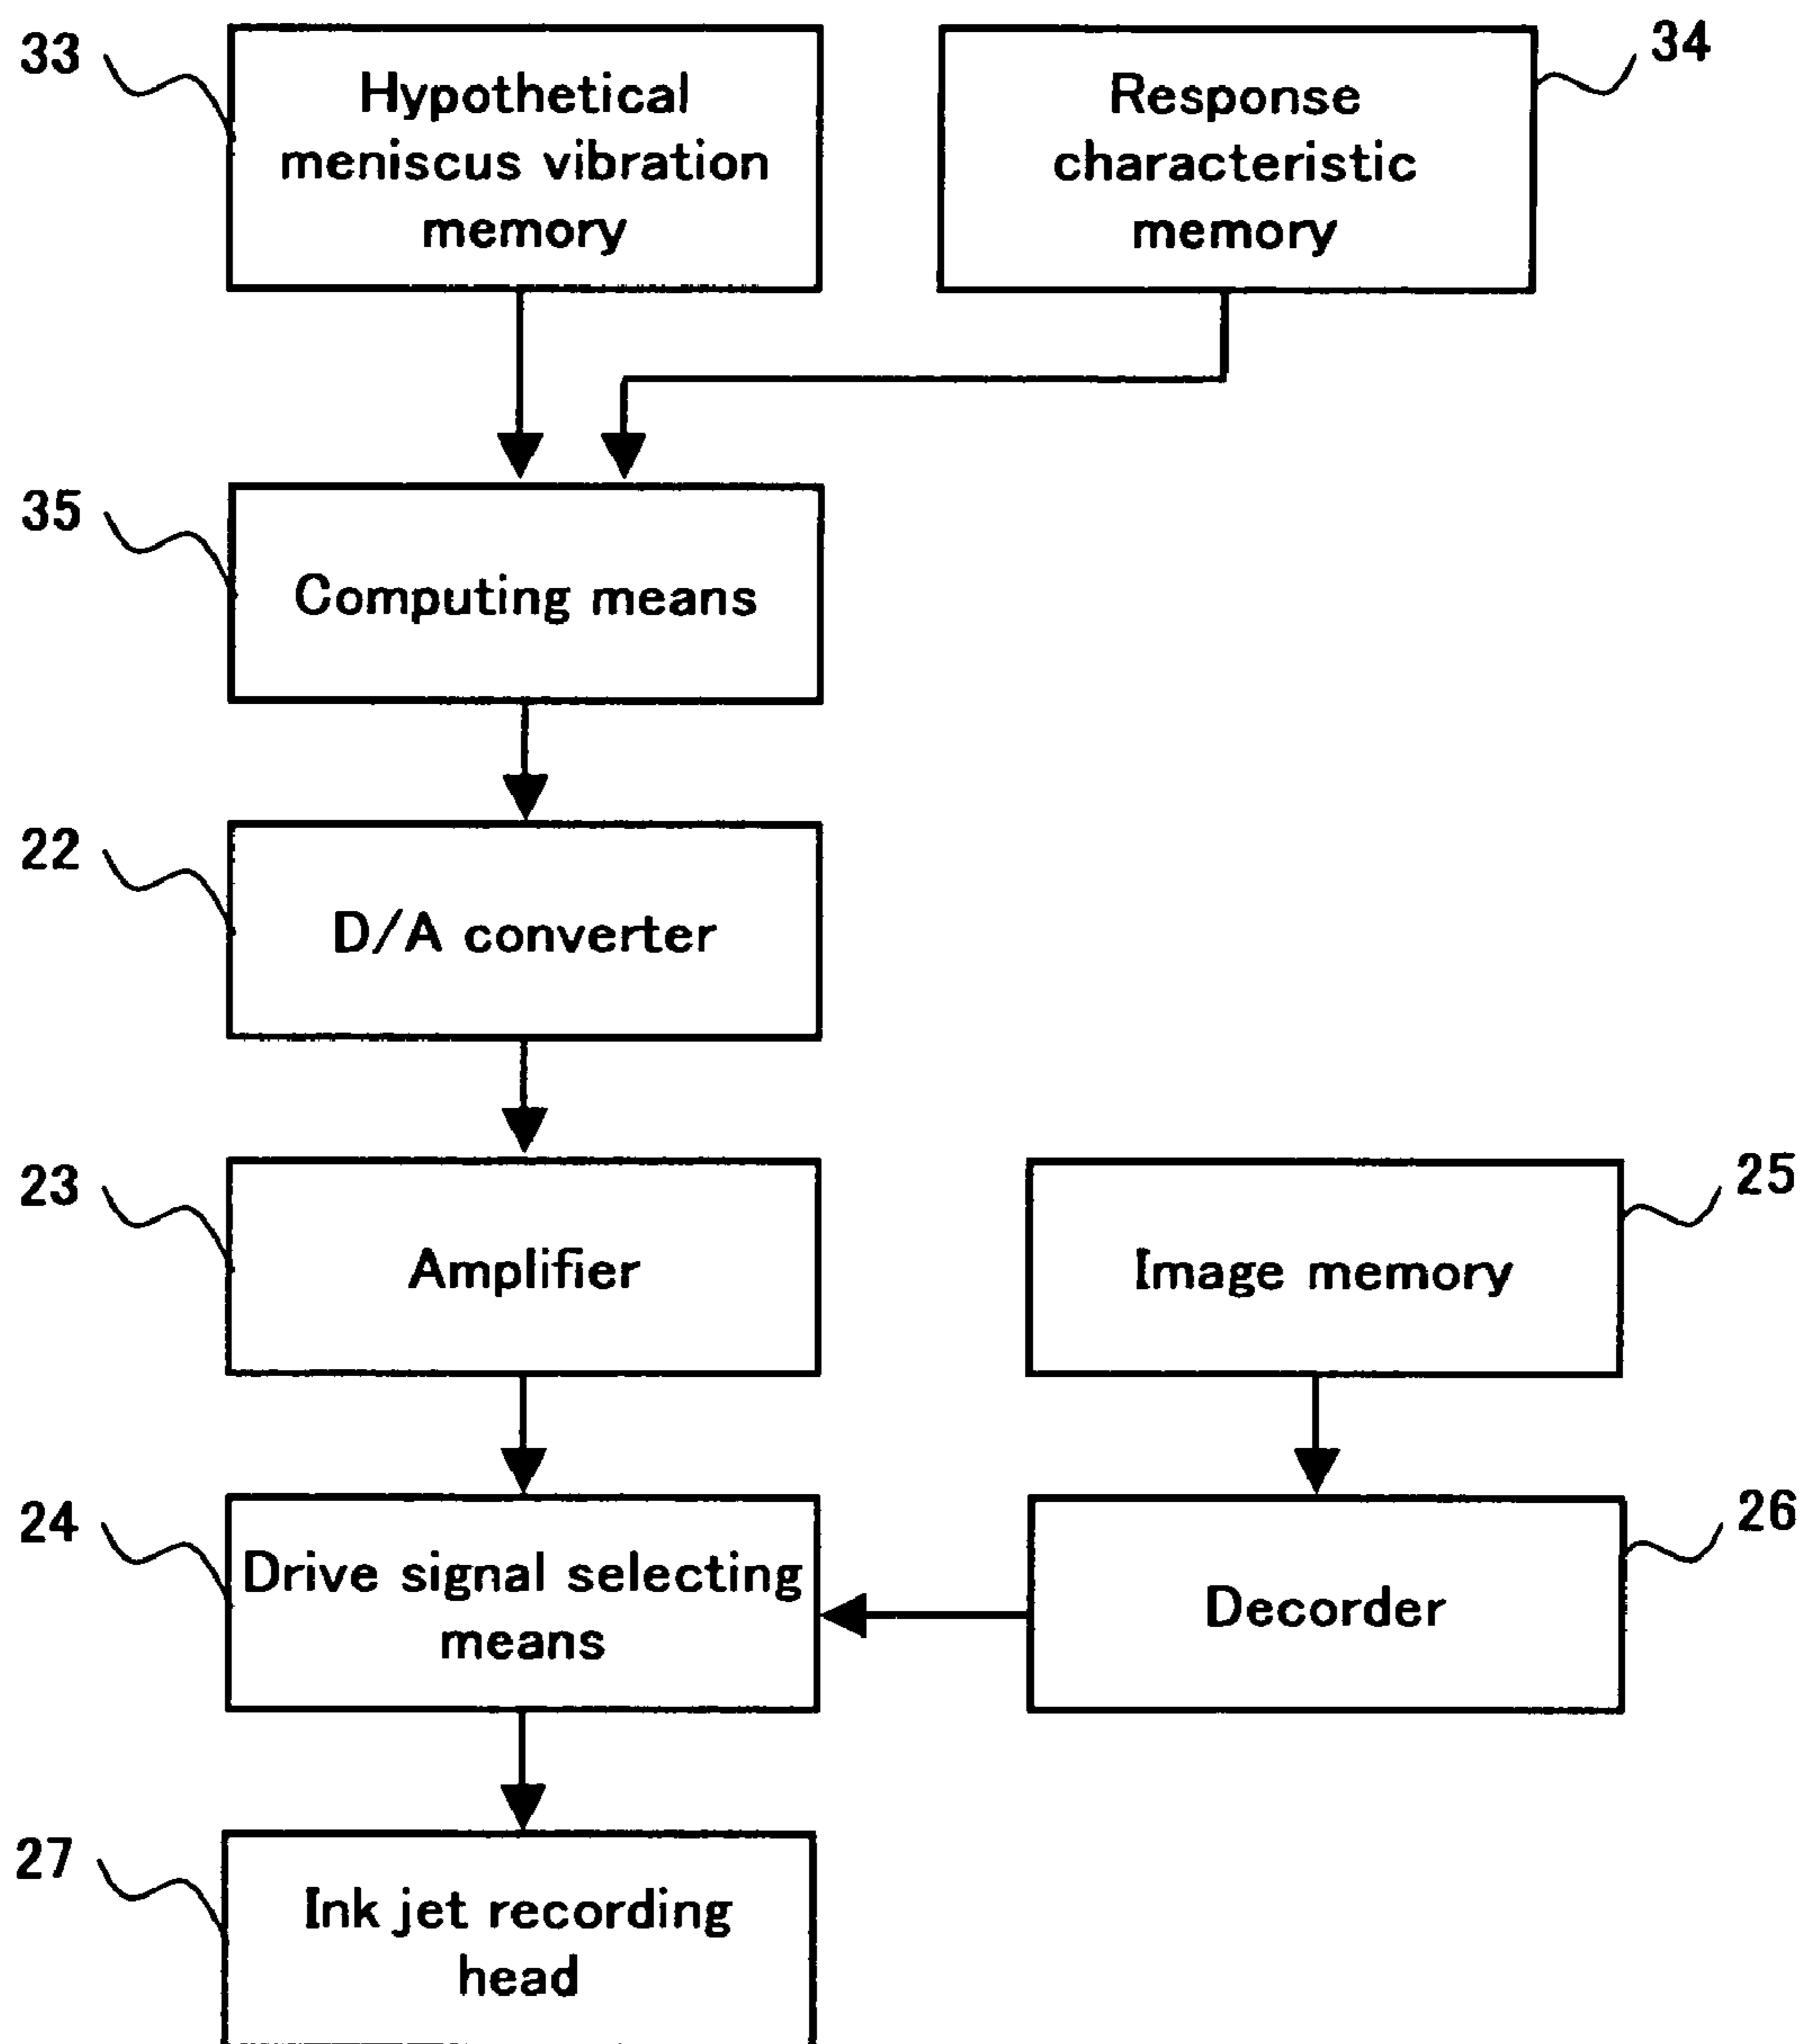 33
Hypothetical
meniscus vibration
memory
34
Response
characteristic
memory
35
Computing means
22
D/A converter
23
Amplifier
25
Image memory
24
Drive signal selecting
means
26
Decorder
27
Ink jet recording
head